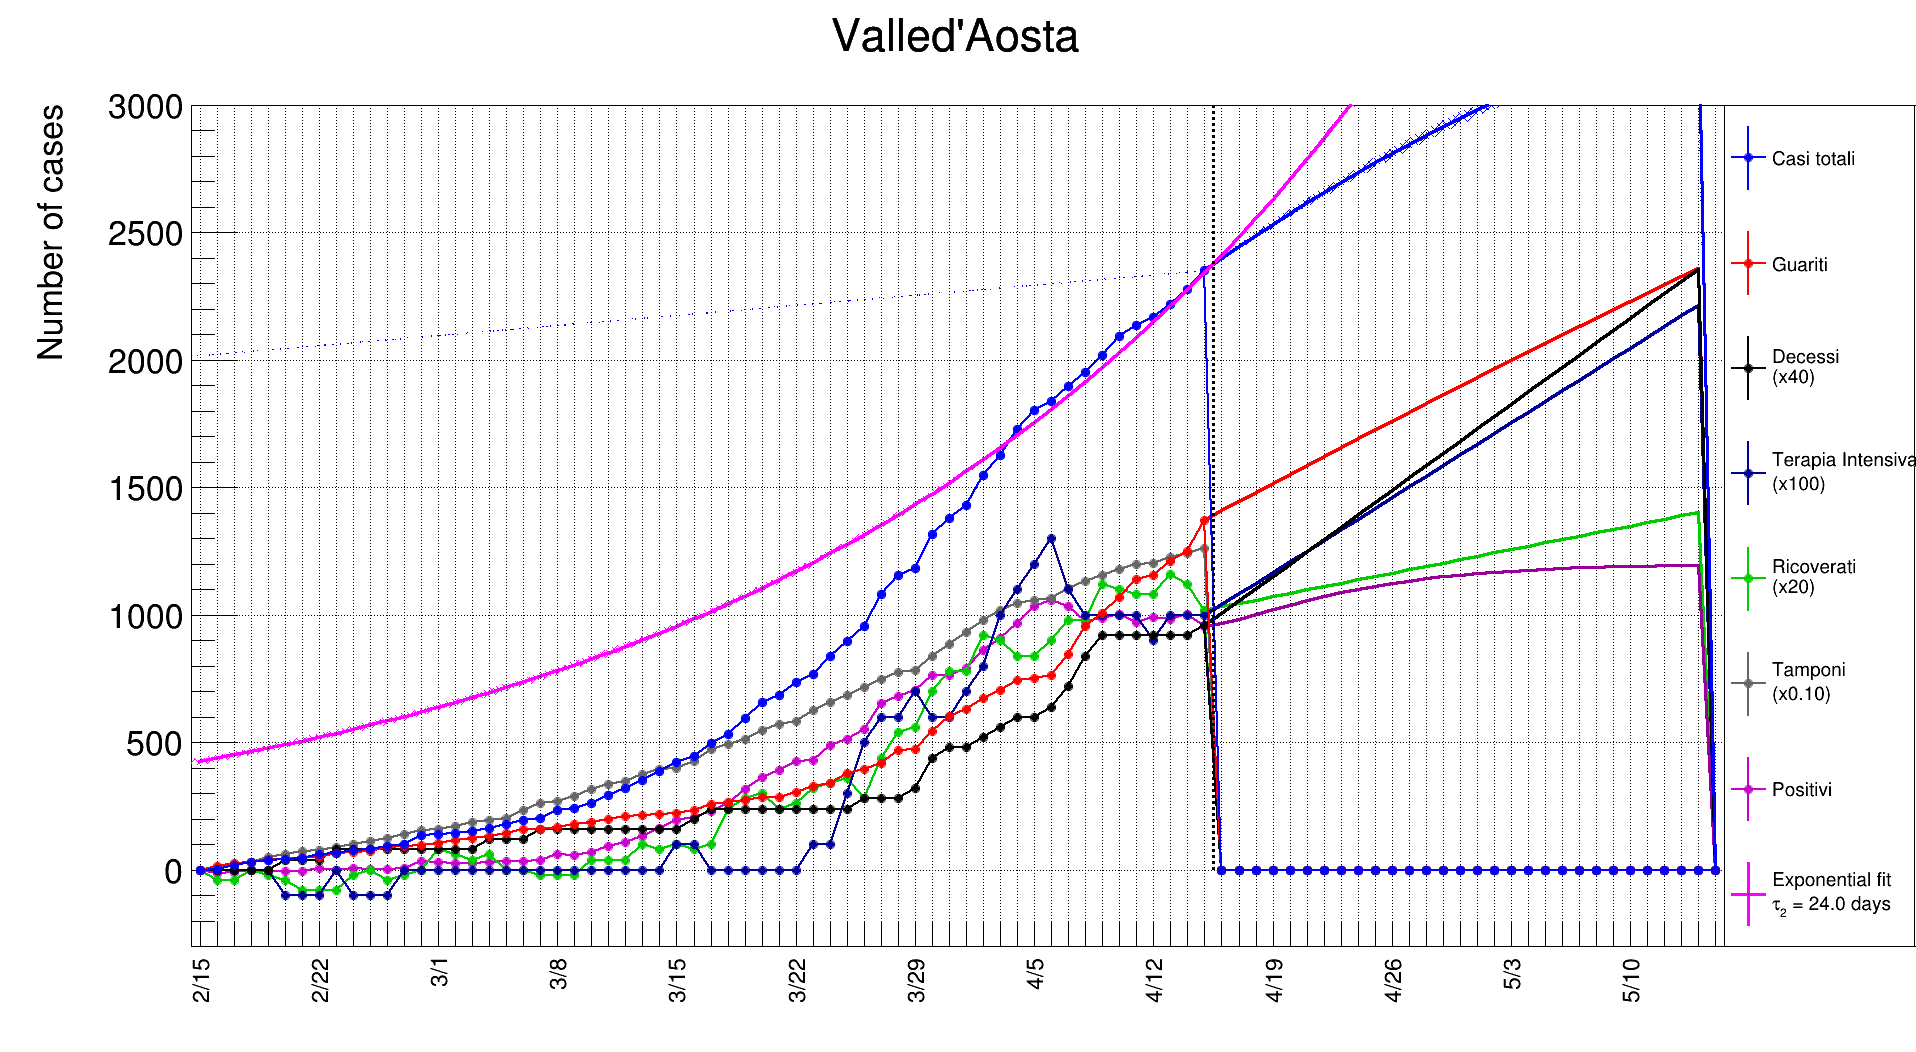 Valled'Aosta
Number of cases
3000
2500
2000
1500
1000
500
0
2/15
2/22
3/1
3/8
3/15
3/22
3/29
4/5
4/12
4/19
4/26
5/3
5/10
Casi totali
Guariti
Decessi
(x40)
Terapia Intensiva
(x100)
Ricoverati
(x20)
Tamponi
(x0.10)
Positivi
Exponential fit
τ2 = 24.0 days